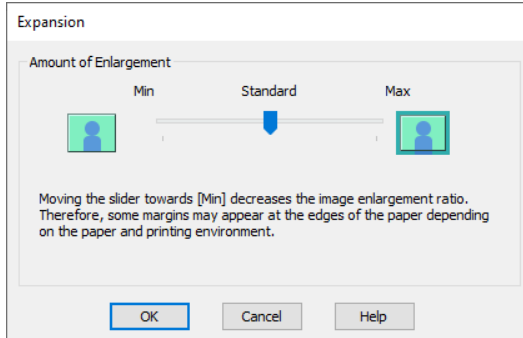 Expansion
Amount of Enlargement
Min Standard Max
Moving the slider towards [Min] decreases the image enlargement ratio.
Therefore, some margins may appear at the edges of the paper depending
on the paper and printing environment.
OK Cancel Help